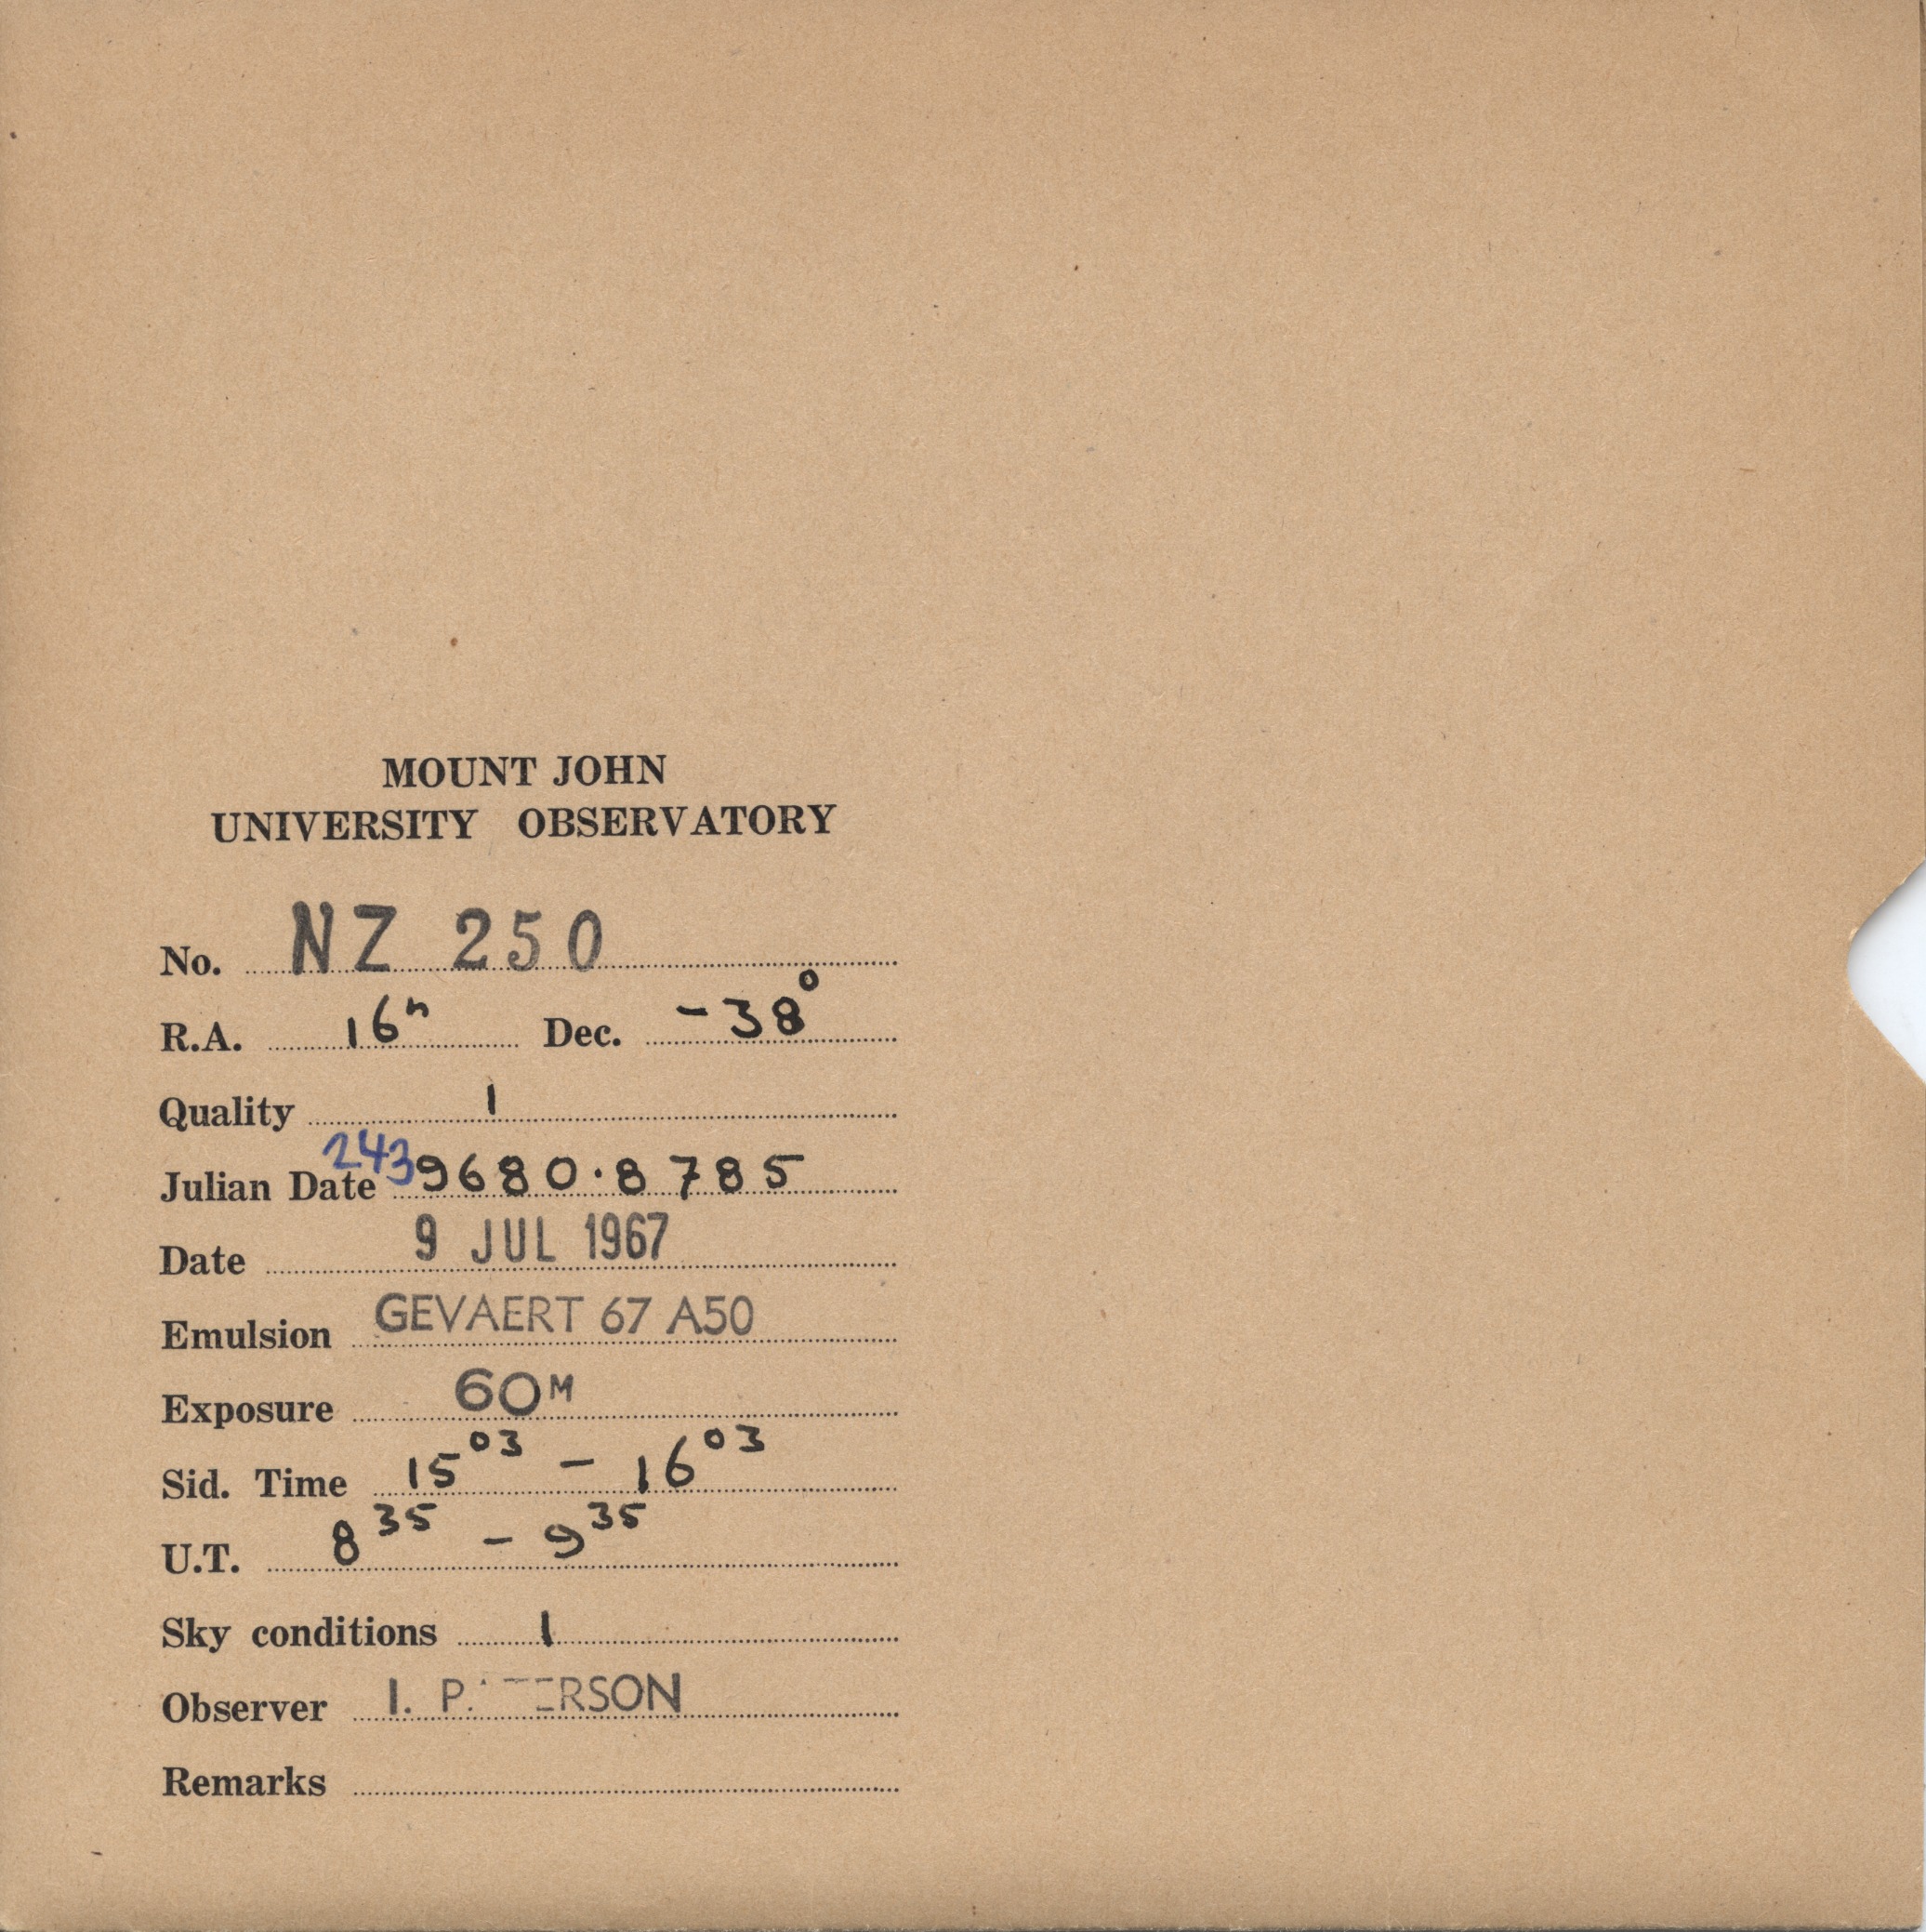 MOUNT JOHN
UNIVERSITY OBSERVATORY
No. NZ 250
R.A. 16h Dec. -38°
Quality 1
Julian Date 2439680.8785
Date 9 JUL 1967
Emulsion GEVAERT 67 A50
Exposure 60M
Sid. Time 15 03 - 16 03
U.T. 8 35 - 9 35
Sky conditions 1
Observer I.
Remarks